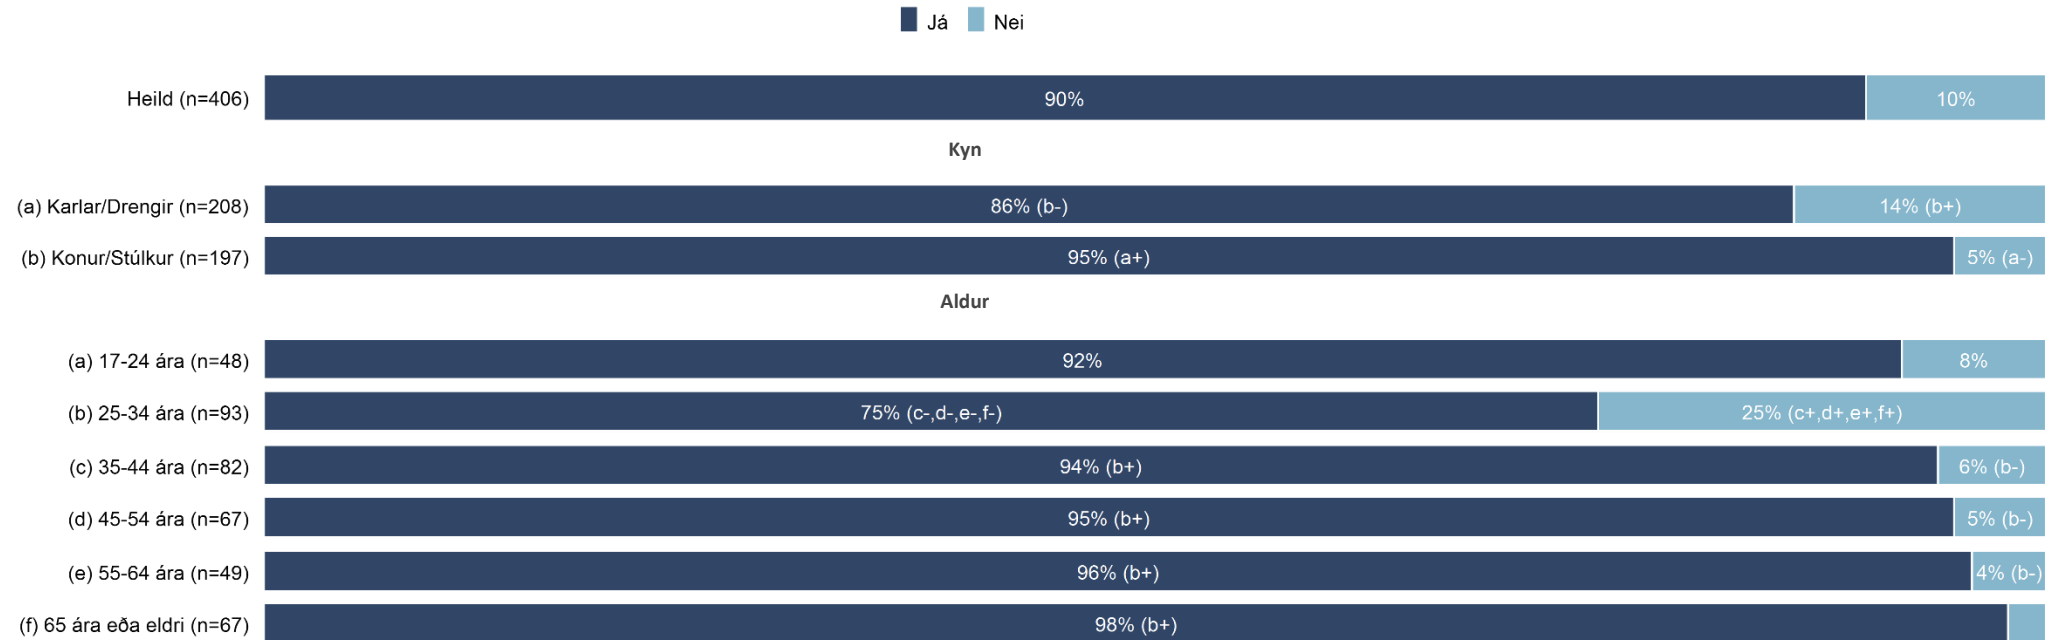 Já Nei
Heild (n=406) 90% 10%
Kyn
(a) Karlar/Drengir (n=208) 86% (b-) 14% (b+)
(b) Konur/Stúlkur (n=197) 95% (a+) 5% (a-)
Aldur
(a) 17-24 ára (n=48) 92% 8%
(b) 25-34 ára (n=93) 75% (c-,d-,e-,f-) 25% (c+,d+,e+,f+)
(c) 35-44 ára (n=82) 94% (b+) 6% (b-)
(d) 45-54 ára (n=67) 95% (b+) 5% (b-)
(e) 55-64 ára (n=49) 96% (b+) 4% (b-)
(f) 65 ára eða eldri (n=67) 98% (b+)